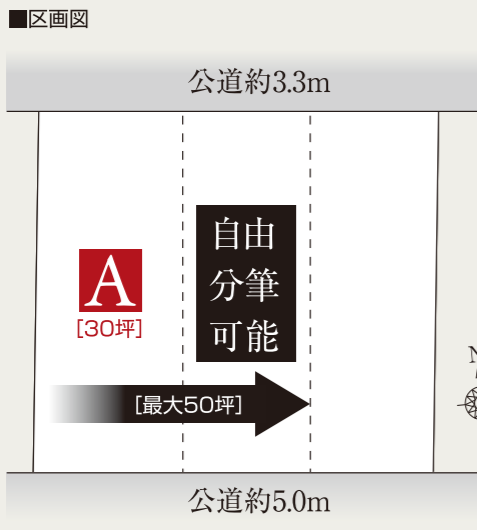 ■区画図
公道約3.3m
自由
分筆
可能
A
[30坪]
[最大50坪]
N
公道約5.0m